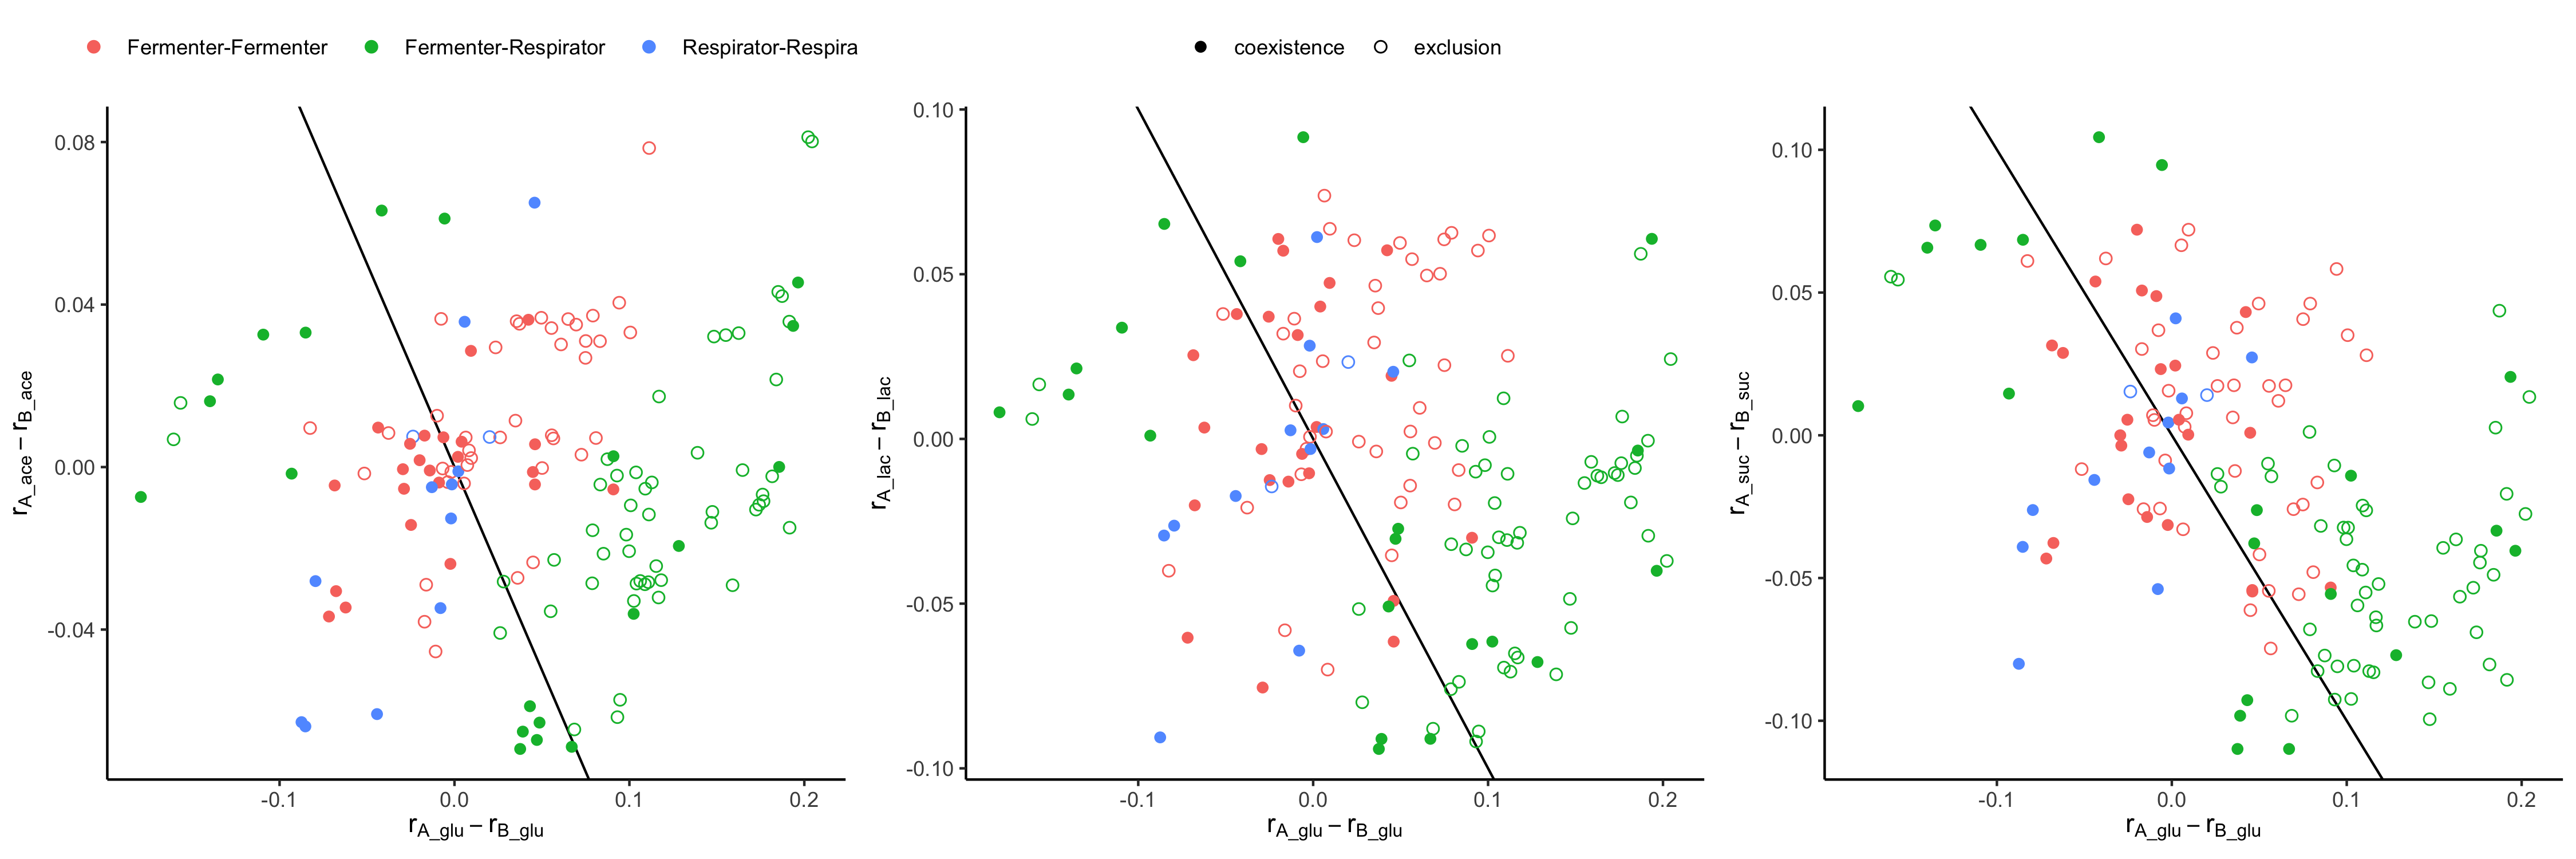 Fermenter-Fermenter Fermenter-Respirator Respirator-Respira coexistence exclusion
r_A_ace – r_B_ace
0.08
0.04
0.00
-0.04
-0.1 0.0 0.1 0.2
r_A_glu – r_B_glu
r_A_lac – r_B_lac
0.10
0.05
0.00
-0.05
-0.10
-0.1 0.0 0.1 0.2
r_A_glu – r_B_glu
r_A_suc – r_B_suc
0.10
0.05
0.00
-0.05
-0.10
-0.1 0.0 0.1 0.2
r_A_glu – r_B_glu